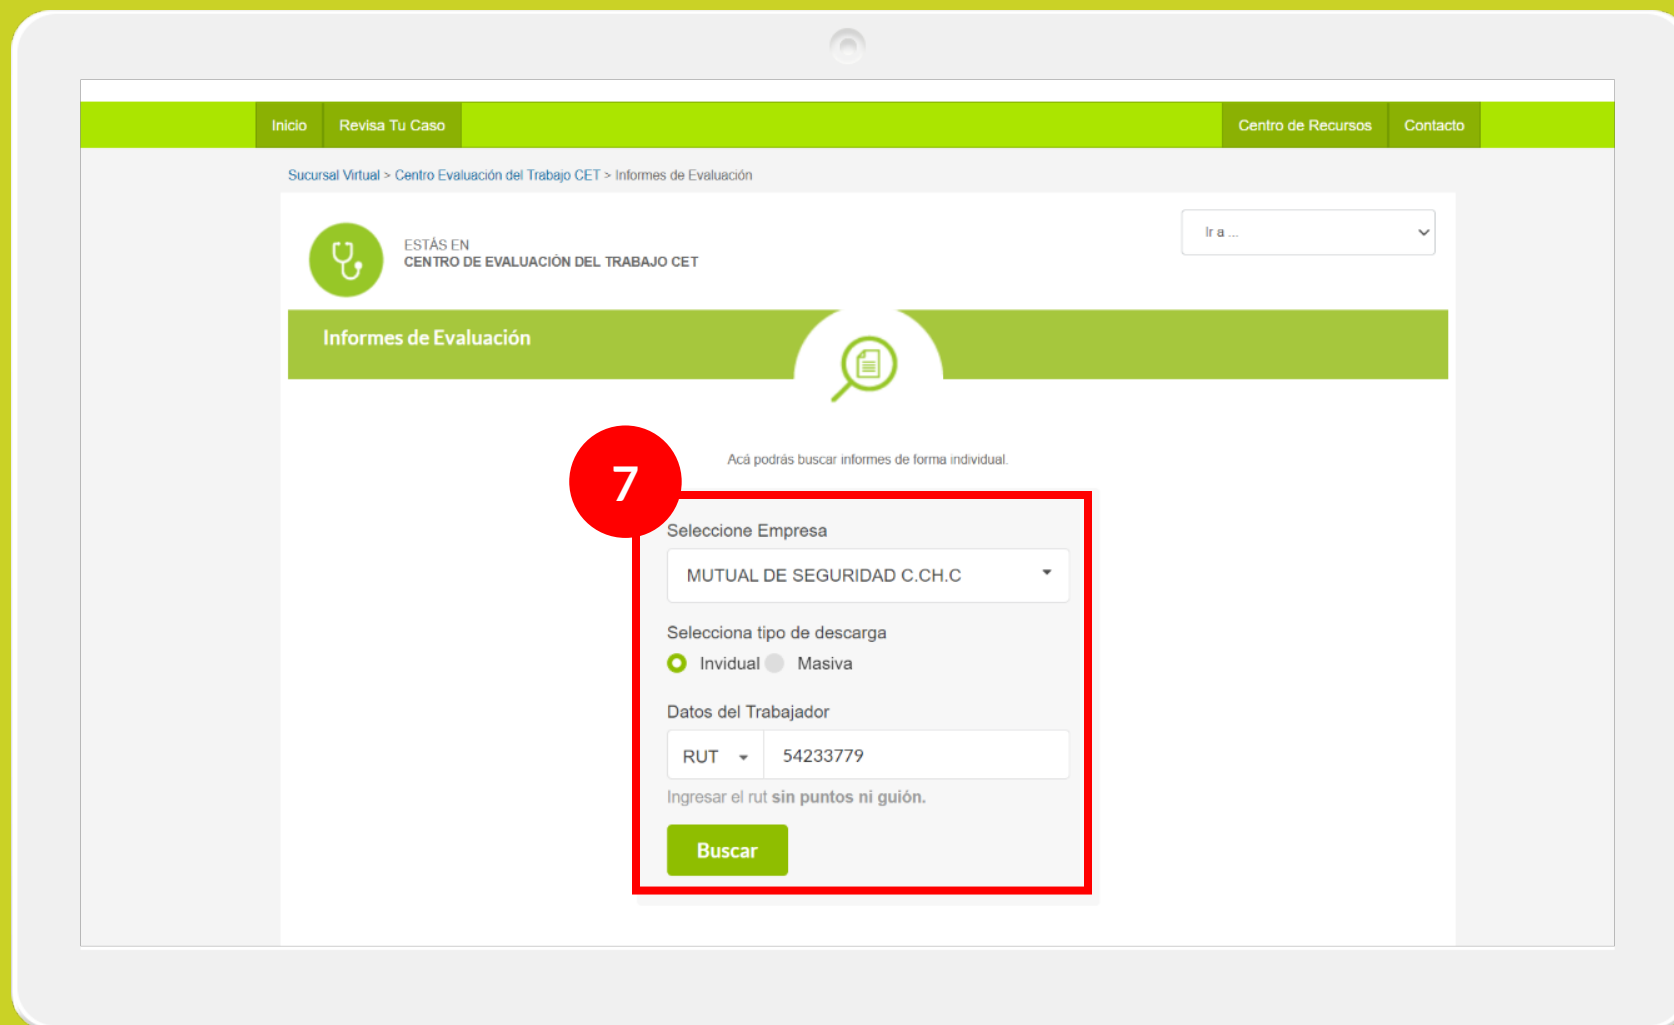 Inicio Revisa Tu Caso Centro de Recursos Contacto
Sucursal Virtual > Centro Evaluación del Trabajo CET > Informes de Evaluación
ESTÁS EN
CENTRO DE EVALUACIÓN DEL TRABAJO CET
Ir a ...
Informes de Evaluación
Acá podrás buscar informes de forma individual.
7
Seleccione Empresa
MUTUAL DE SEGURIDAD C.CH.C
Selecciona tipo de descarga
Invidual Masiva
Datos del Trabajador
RUT 54233779
Ingresar el rut sin puntos ni guión.
Buscar